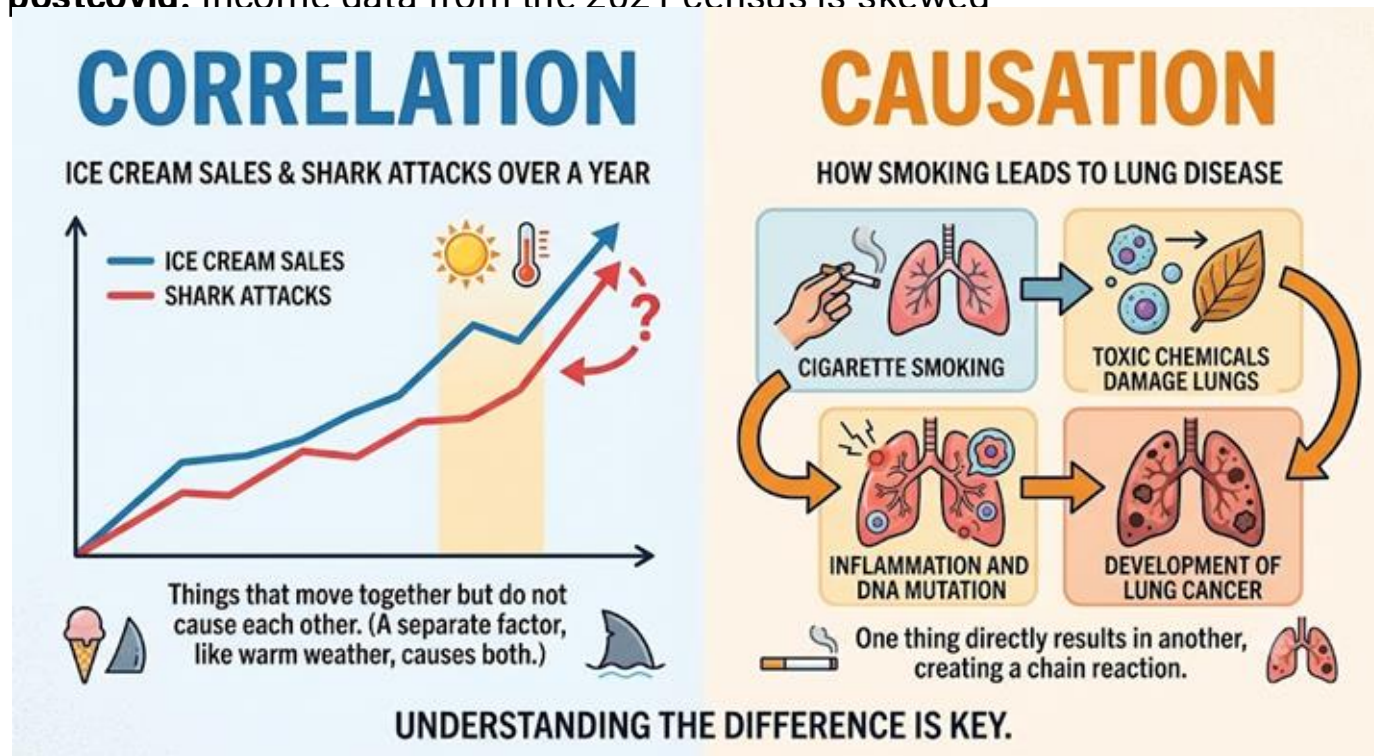 postcovid: income data from the 2021 census is skewed
CORRELATION
ICE CREAM SALES & SHARK ATTACKS OVER A YEAR
ICE CREAM SALES
SHARK ATTACKS
?
Things that move together but do not
cause each other. (A separate factor,
like warm weather, causes both.)
CAUSATION
HOW SMOKING LEADS TO LUNG DISEASE
CIGARETTE SMOKING
TOXIC CHEMICALS
DAMAGE LUNGS
INFLAMMATION AND
DNA MUTATION
DEVELOPMENT OF
LUNG CANCER
One thing directly results in another,
creating a chain reaction.
UNDERSTANDING THE DIFFERENCE IS KEY.